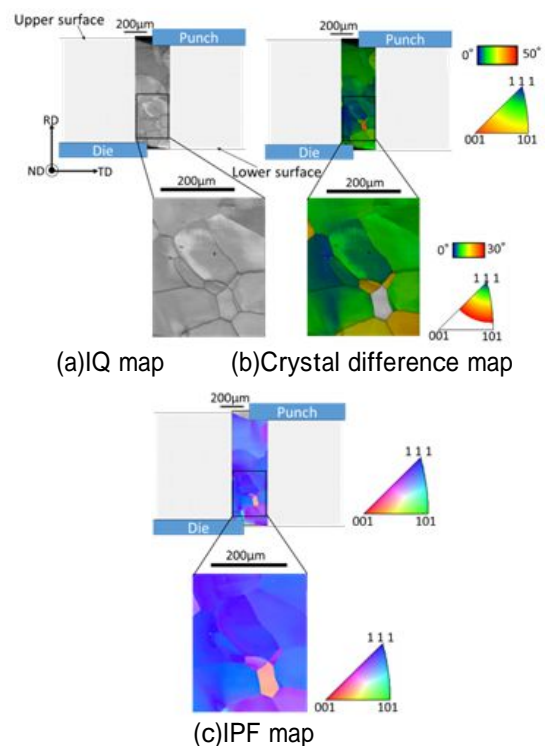 Upper surface
200μm
Punch
200μm
Punch
0° 50°
1 1 1
001 101
RD
Die
ND TD
Lower surface
Die
200μm
200μm
0° 30°
1 1 1
001 101
(a)IQ map
(b)Crystal difference map
200μm
Punch
1 1 1
001 101
Die
200μm
1 1 1
001 101
(c)IPF map